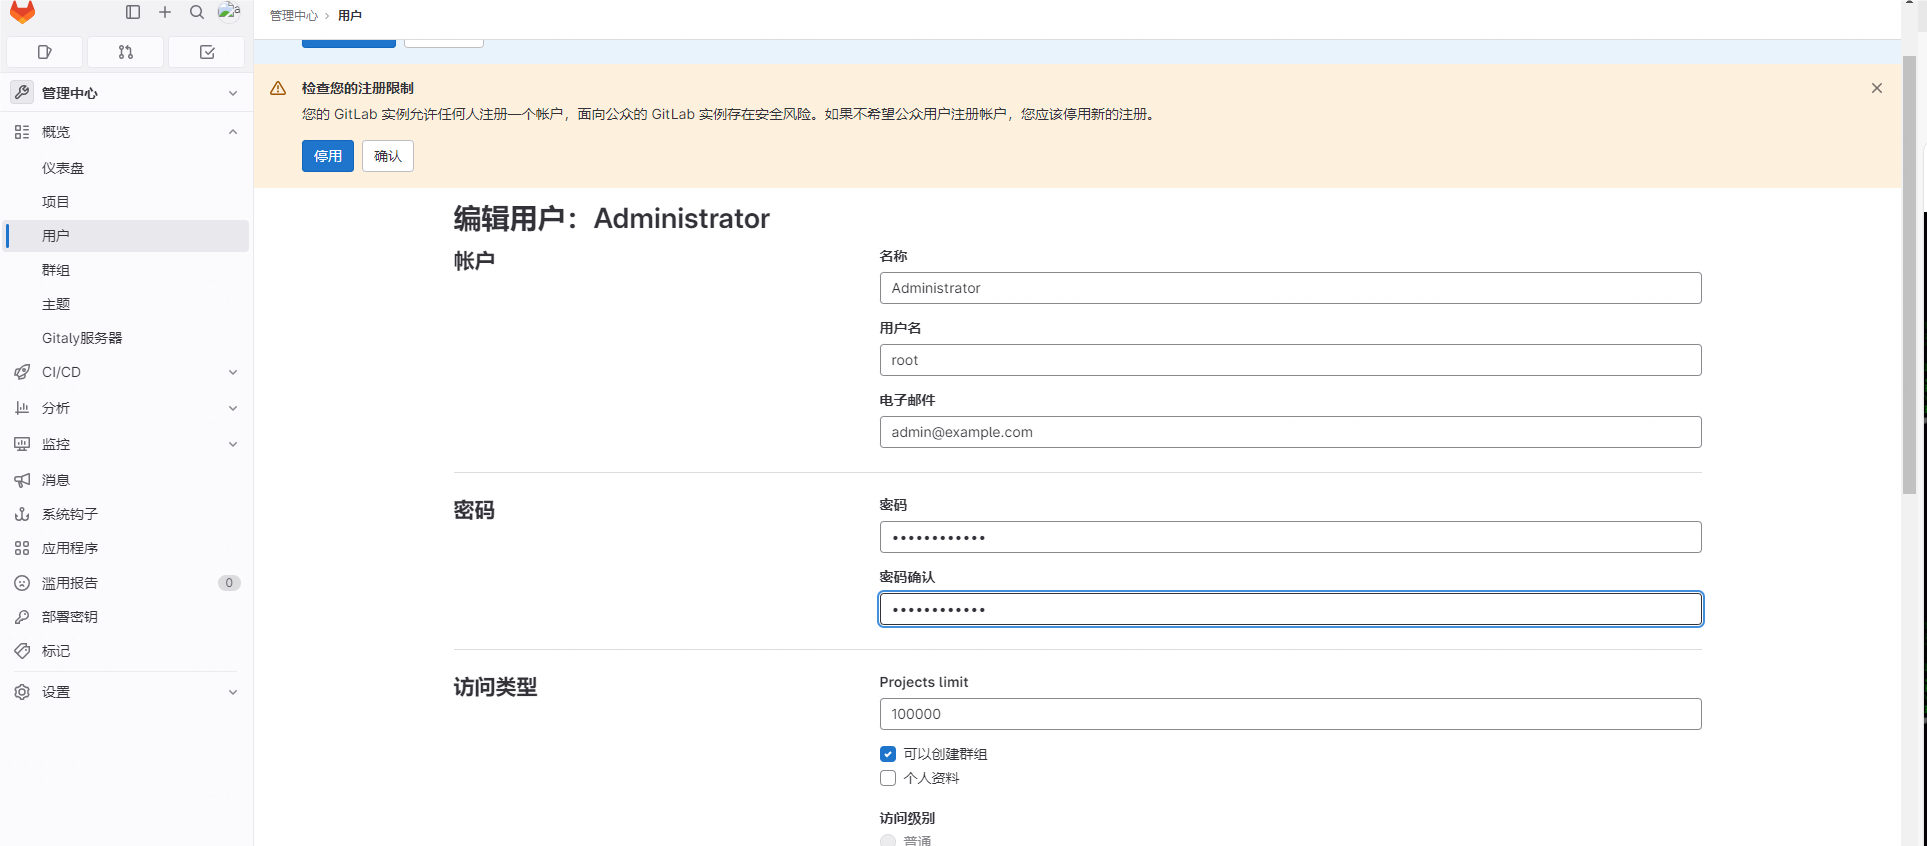 管理中心 › 用户
管理中心
概览
仪表盘
项目
用户
群组
主题
Gitaly服务器
CI/CD
分析
监控
消息
系统钩子
应用程序
滥用报告 0
部署密钥
标记
设置
检查您的注册限制
您的 GitLab 实例允许任何人注册一个帐户，面向公众的 GitLab 实例存在安全风险。如果不希望公众用户注册帐户，您应该停用新的注册。
停用 确认
编辑用户：Administrator
帐户
名称
Administrator
用户名
root
电子邮件
admin@example.com
密码
密码
••••••••••••
密码确认
••••••••••••
访问类型
Projects limit
100000
可以创建群组
个人资料
访问级别
普通